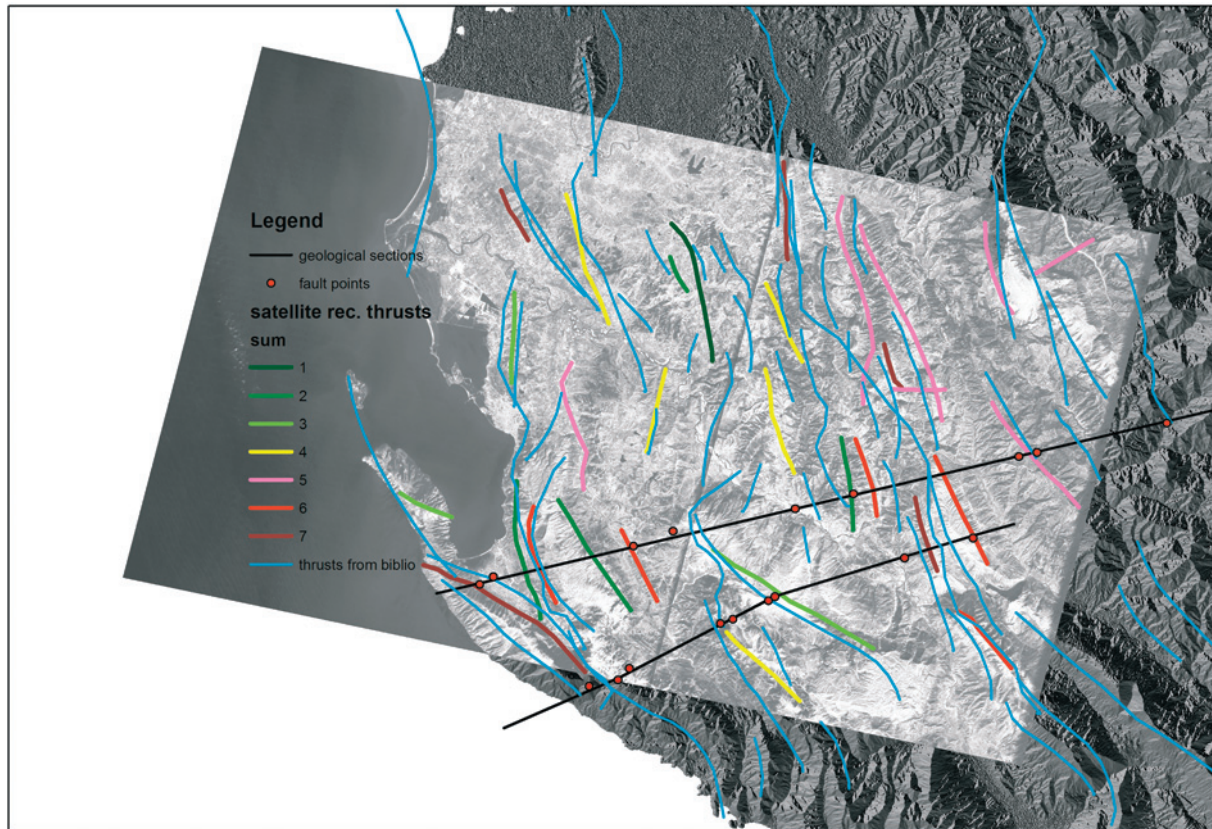 Legend
geological sections
fault points
satellite rec. thrusts
sum
1
2
3
4
5
6
7
thrusts from biblio